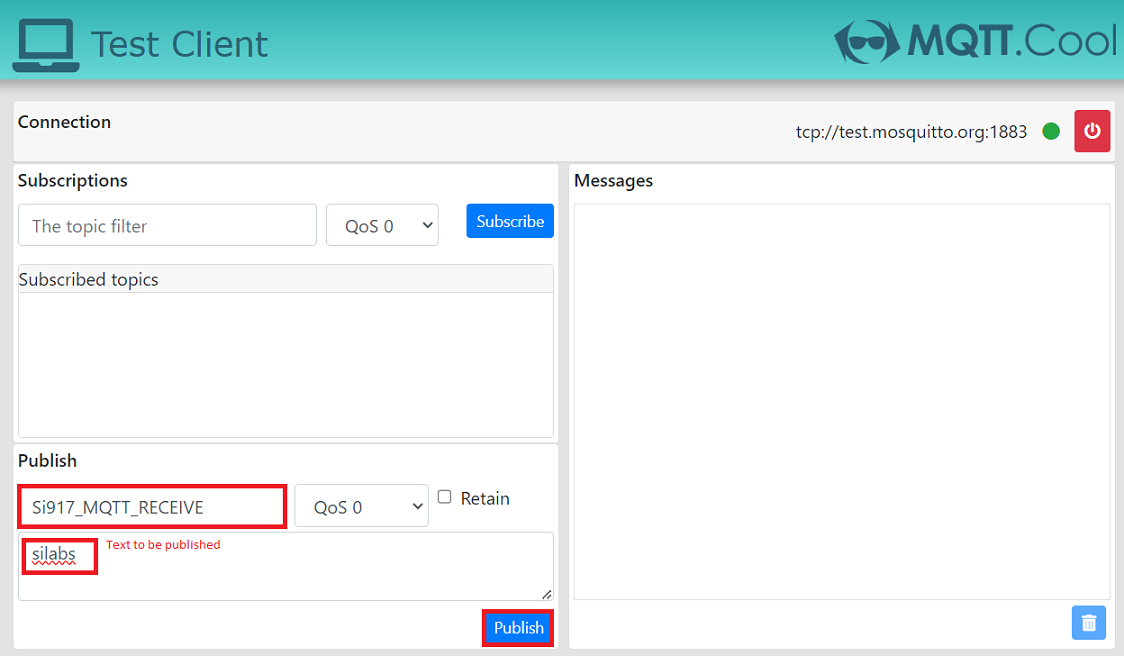 Test Client
MQTT.Cool
Connection
tcp://test.mosquitto.org:1883
Subscriptions
The topic filter
QoS 0
Subscribe
Subscribed topics
Messages
Publish
Si917_MQTT_RECEIVE
QoS 0
Retain
silabs
Text to be published
Publish